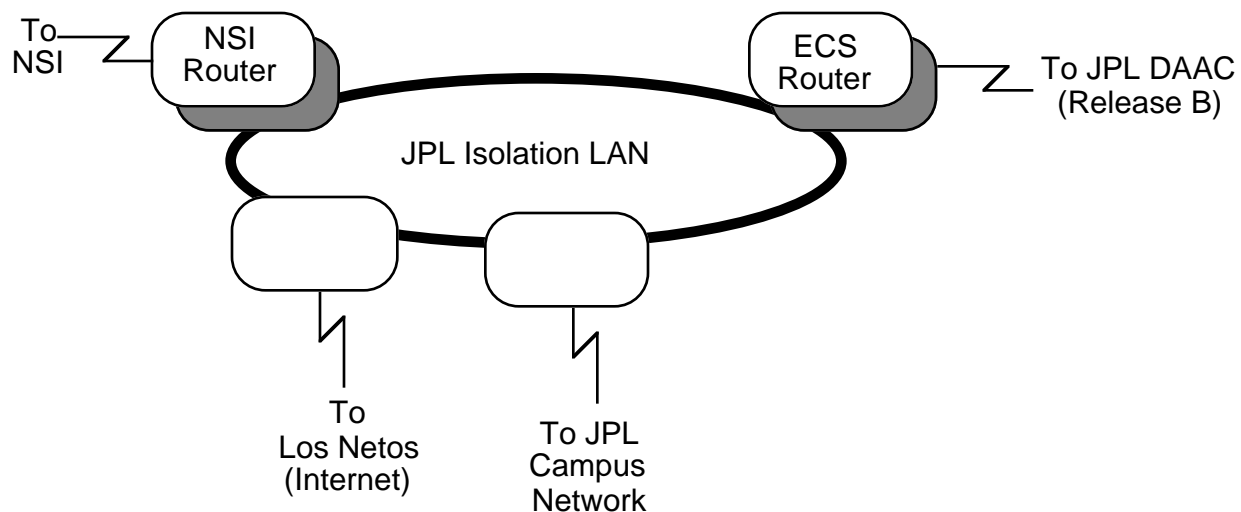 To
NSI
NSI
Router
ECS
Router
To JPL DAAC
(Release B)
JPL Isolation LAN
To
Los Netos
(Internet)
To JPL
Campus
Network